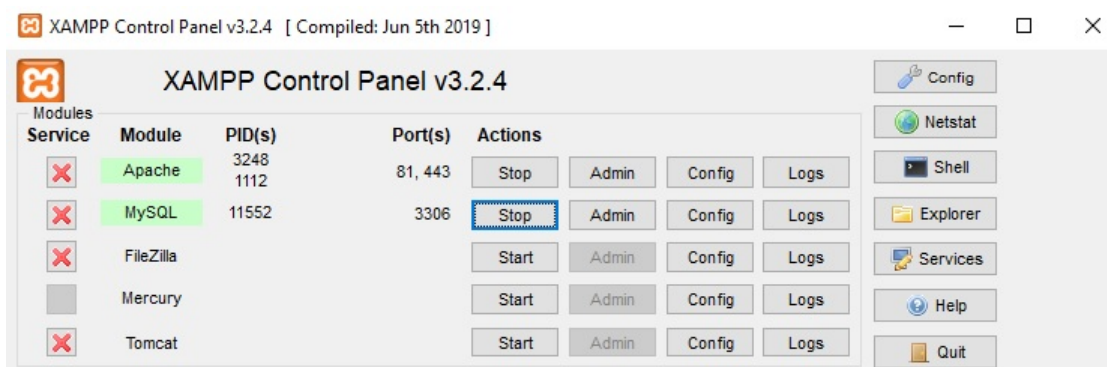 XAMPP Control Panel v3.2.4 [ Compiled: Jun 5th 2019 ]
XAMPP Control Panel v3.2.4
Modules
Service Module PID(s) Port(s) Actions
Apache 3248 1112 81, 443 Stop Admin Config Logs
MySQL 11552 3306 Stop Admin Config Logs
FileZilla Start Admin Config Logs
Mercury Start Admin Config Logs
Tomcat Start Admin Config Logs
Config
Netstat
Shell
Explorer
Services
Help
Quit